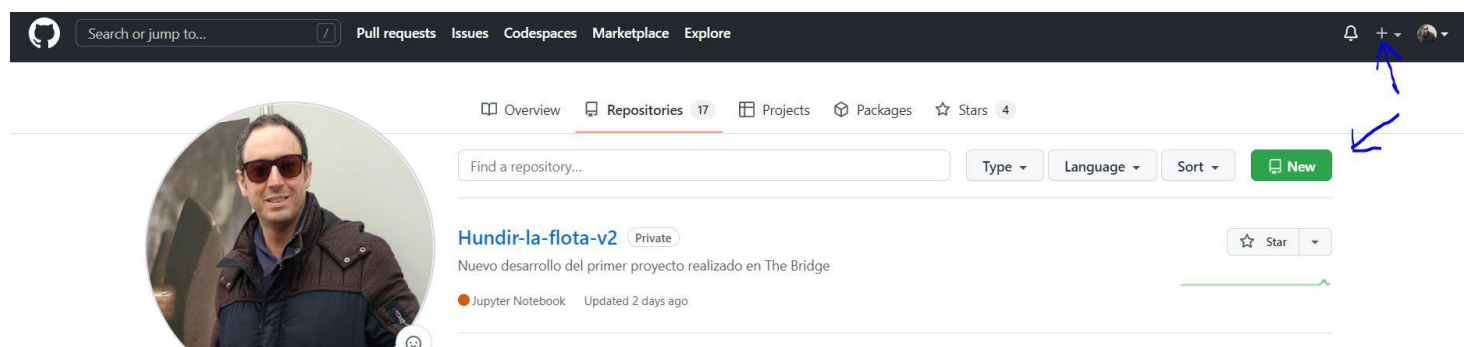 Search or jump to... / Pull requests Issues Codespaces Marketplace Explore
Overview Repositories 17 Projects Packages Stars 4
Find a repository... Type Language Sort New
Hundir-la-flota-v2 Private Star
Nuevo desarrollo del primer proyecto realizado en The Bridge
Jupyter Notebook Updated 2 days ago